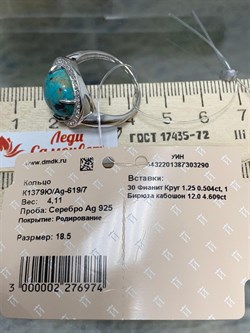 Леди
ГОСТ 17435-72
www.dmdk.ru
Кольцо
К1379Ю/Ag-619/7
Вес: 4,11
Проба: Серебро Ag 925
Покрытие: Родирование
Размер: 18.5
3 000002 276974
УИН
432201387303290
Вставки:
30 Фианит Круг 1.25 0.504ct, 1
Бирюза кабошон 12.0 4.609ct